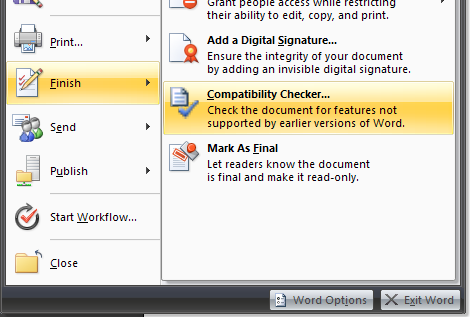 Grant people access while restricting
their ability to edit, copy, and print.
Print...
Add a Digital Signature...
Ensure the integrity of your document
by adding an invisible digital signature.
Finish
Compatibility Checker...
Check the document for features not
supported by earlier versions of Word.
Send
Mark As Final
Let readers know the document
is final and make it read-only.
Publish
Start Workflow...
Close
Word Options
Exit Word